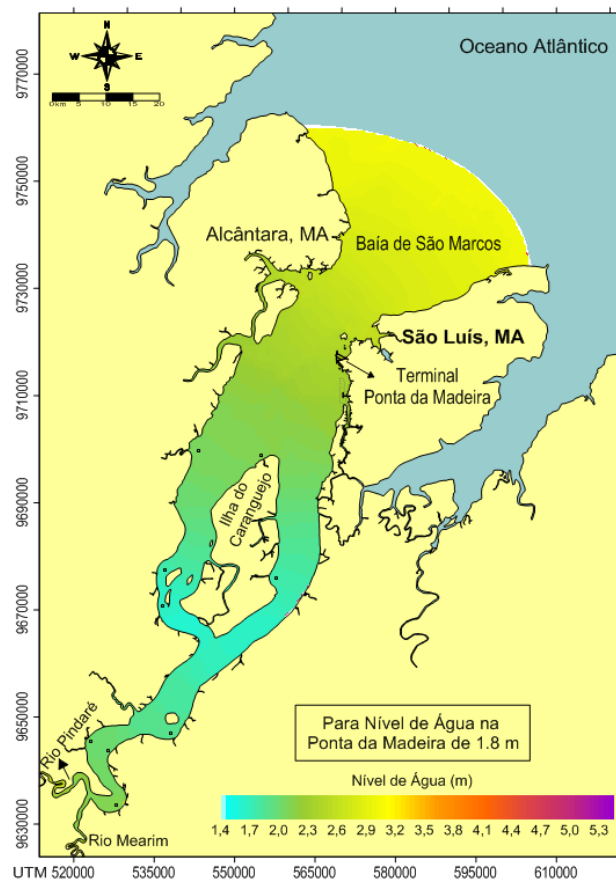 Oceano Atlântico
N
W
E
S
0km
5
10
15
20
9770000
9750000
9730000
9710000
9690000
9670000
9650000
9630000
Alcântara, MA
Baía de São Marcos
São Luís, MA
Terminal
Ponta da Madeira
Ilha do
Caranguejo
Rio Pindaré
Rio Mearim
Para Nível de Água na
Ponta da Madeira de 1.8 m
Nível de Água (m)
1,4 1,7 2,0 2,3 2,6 2,9 3,2 3,5 3.8 4.1 4.4 4,7 5,0 5,3
UTM 520000 535000 550000 565000 580000 595000 610000